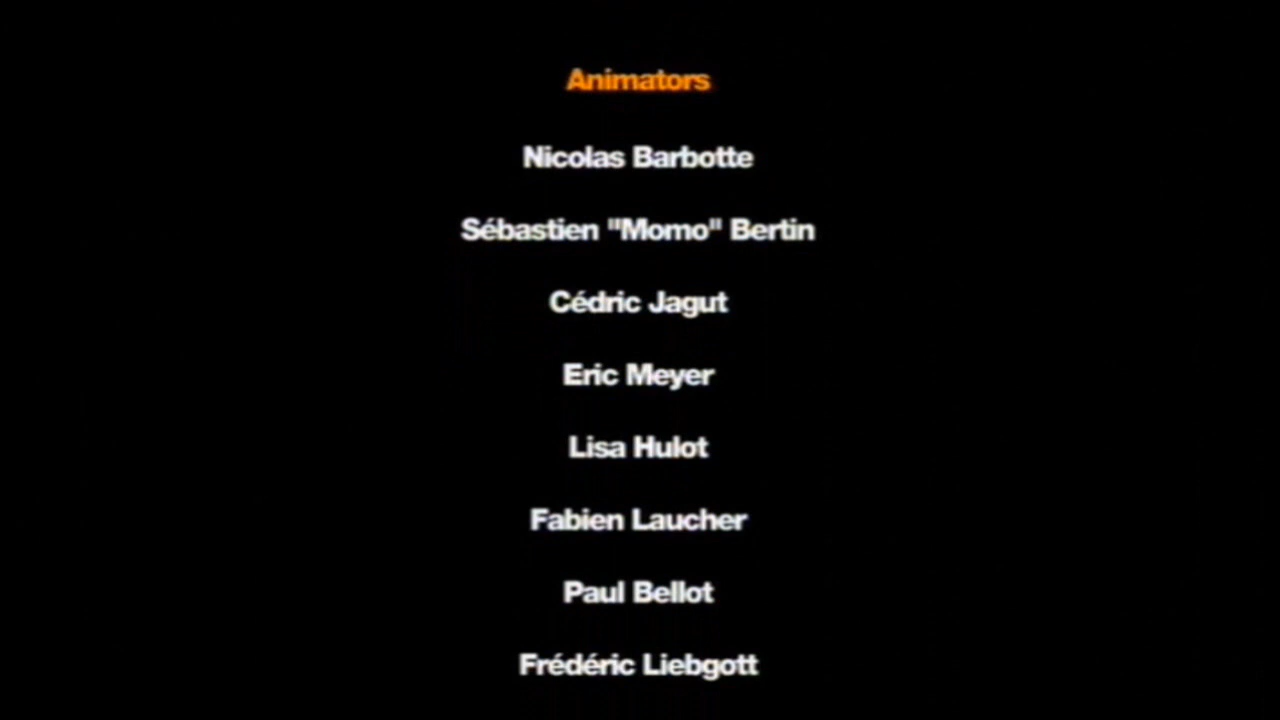 Animators
Nicolas Barbotte
Sébastien "Momo" Bertin
Cédric Jagut
Eric Meyer
Lisa Hulot
Fabien Laucher
Paul Bellot
Frédéric Liebgott